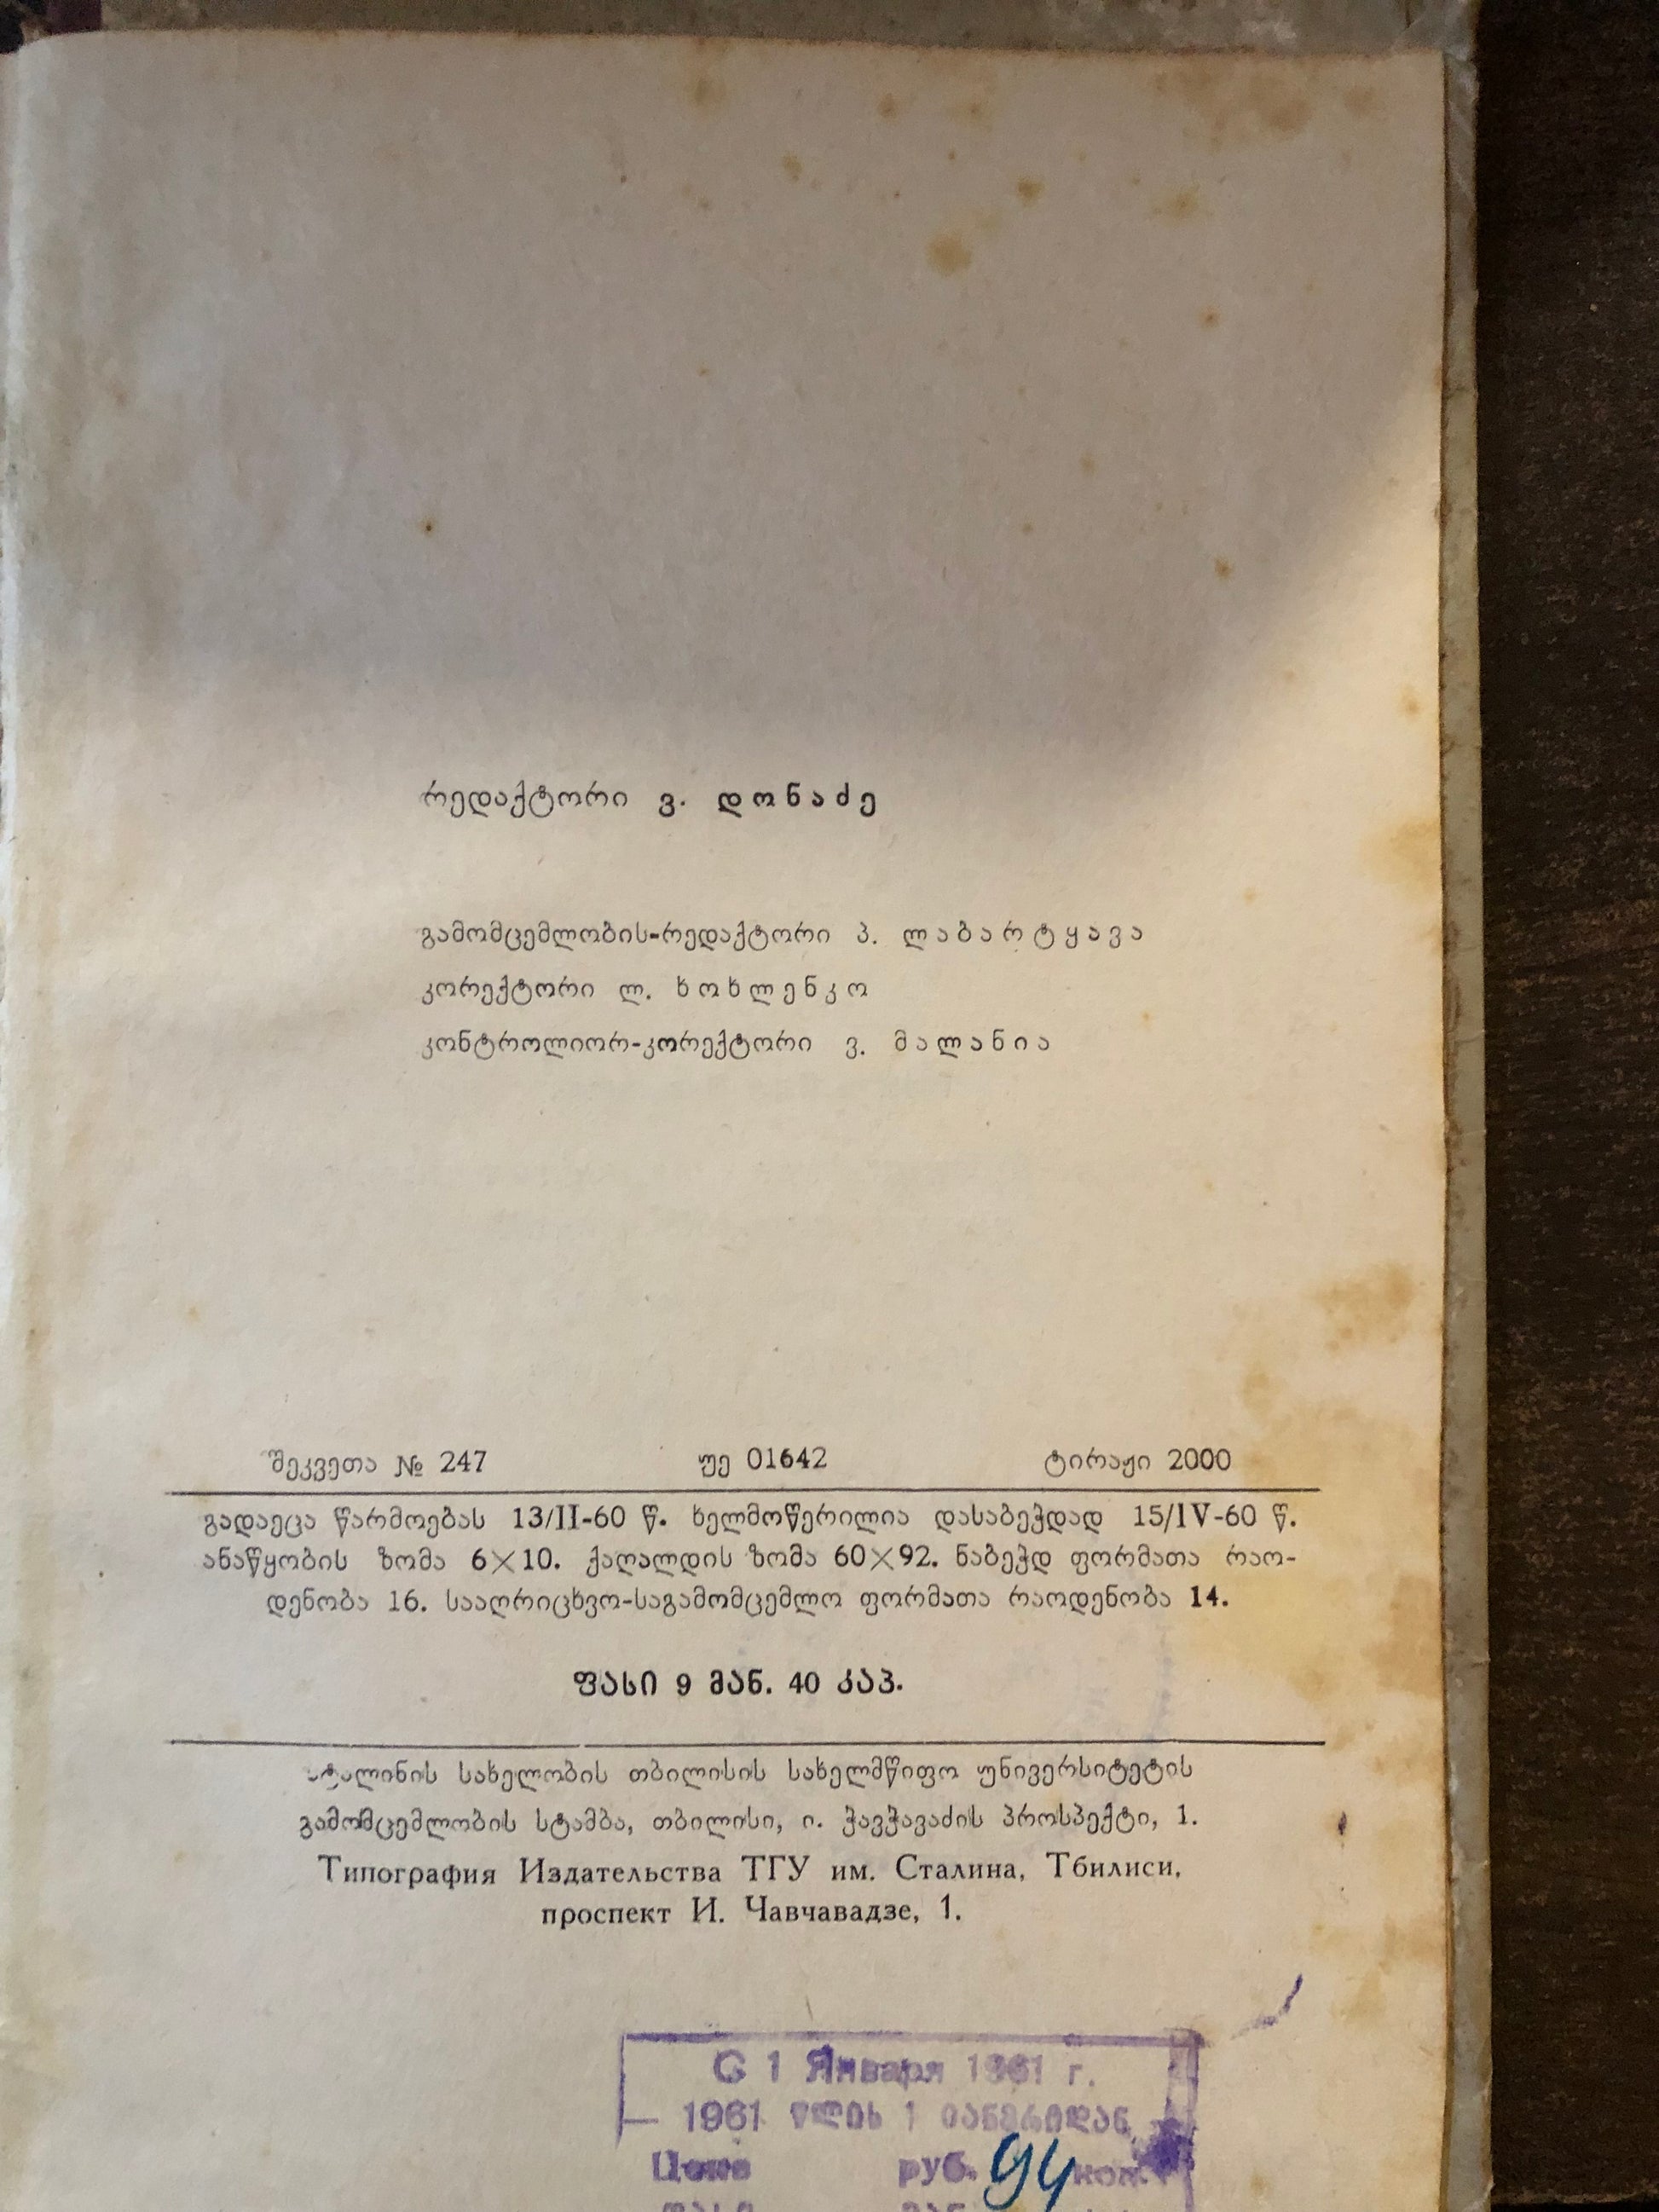 რედაქტორი ვ. დონაძე
გამომცემლობის-რედაქტორი პ. ლაბარტყავა
კორექტორი ლ. ხოხლენკო
კონტროლიორ-კორექტორი ვ. მალანია
შეკვეთა № 247 უე 01642 ტირაჟი 2000
გადაეცა წარმოებას 13/II-60 წ. ხელმოწერილია დასაბეჭდად 15/IV-60 წ.
ანაწყობის ზომა 6×10. ქაღალდის ზომა 60×92. ნაბეჭდ ფორმათა რაო-
დენობა 16. სააღრიცხვო-საგამომცემლო ფორმათა რაოდენობა 14.
ფასი 9 მან. 40 კაპ.
სტალინის სახელობის თბილისის სახელმწიფო უნივერსიტეტის
გამომცემლობის სტამბა, თბილისი, ი. ჭავჭავაძის პროსპექტი, 1.
Типография Издательства ТГУ им. Сталина, Тбилиси,
проспект И. Чавчавадзе, 1.
С 1 Января 1961 г.
1961 წლის 1 იანვრიდან
Цена руб. 94 коп.